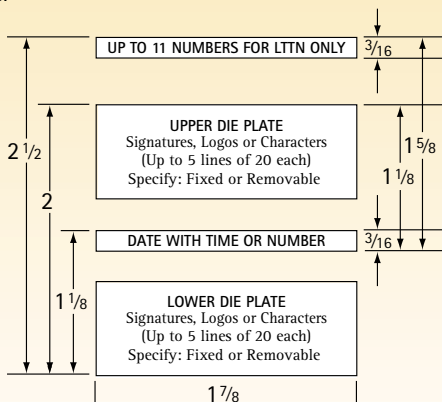 UP TO 11 NUMBERS FOR LTTN ONLY
3/16
UPPER DIE PLATE
Signatures, Logos or Characters
(Up to 5 lines of 20 each)
Specify: Fixed or Removable
2 1/2
2
1 5/8
1 1/8
DATE WITH TIME OR NUMBER
3/16
1 1/8
LOWER DIE PLATE
Signatures, Logos or Characters
(Up to 5 lines of 20 each)
Specify: Fixed or Removable
1 7/8